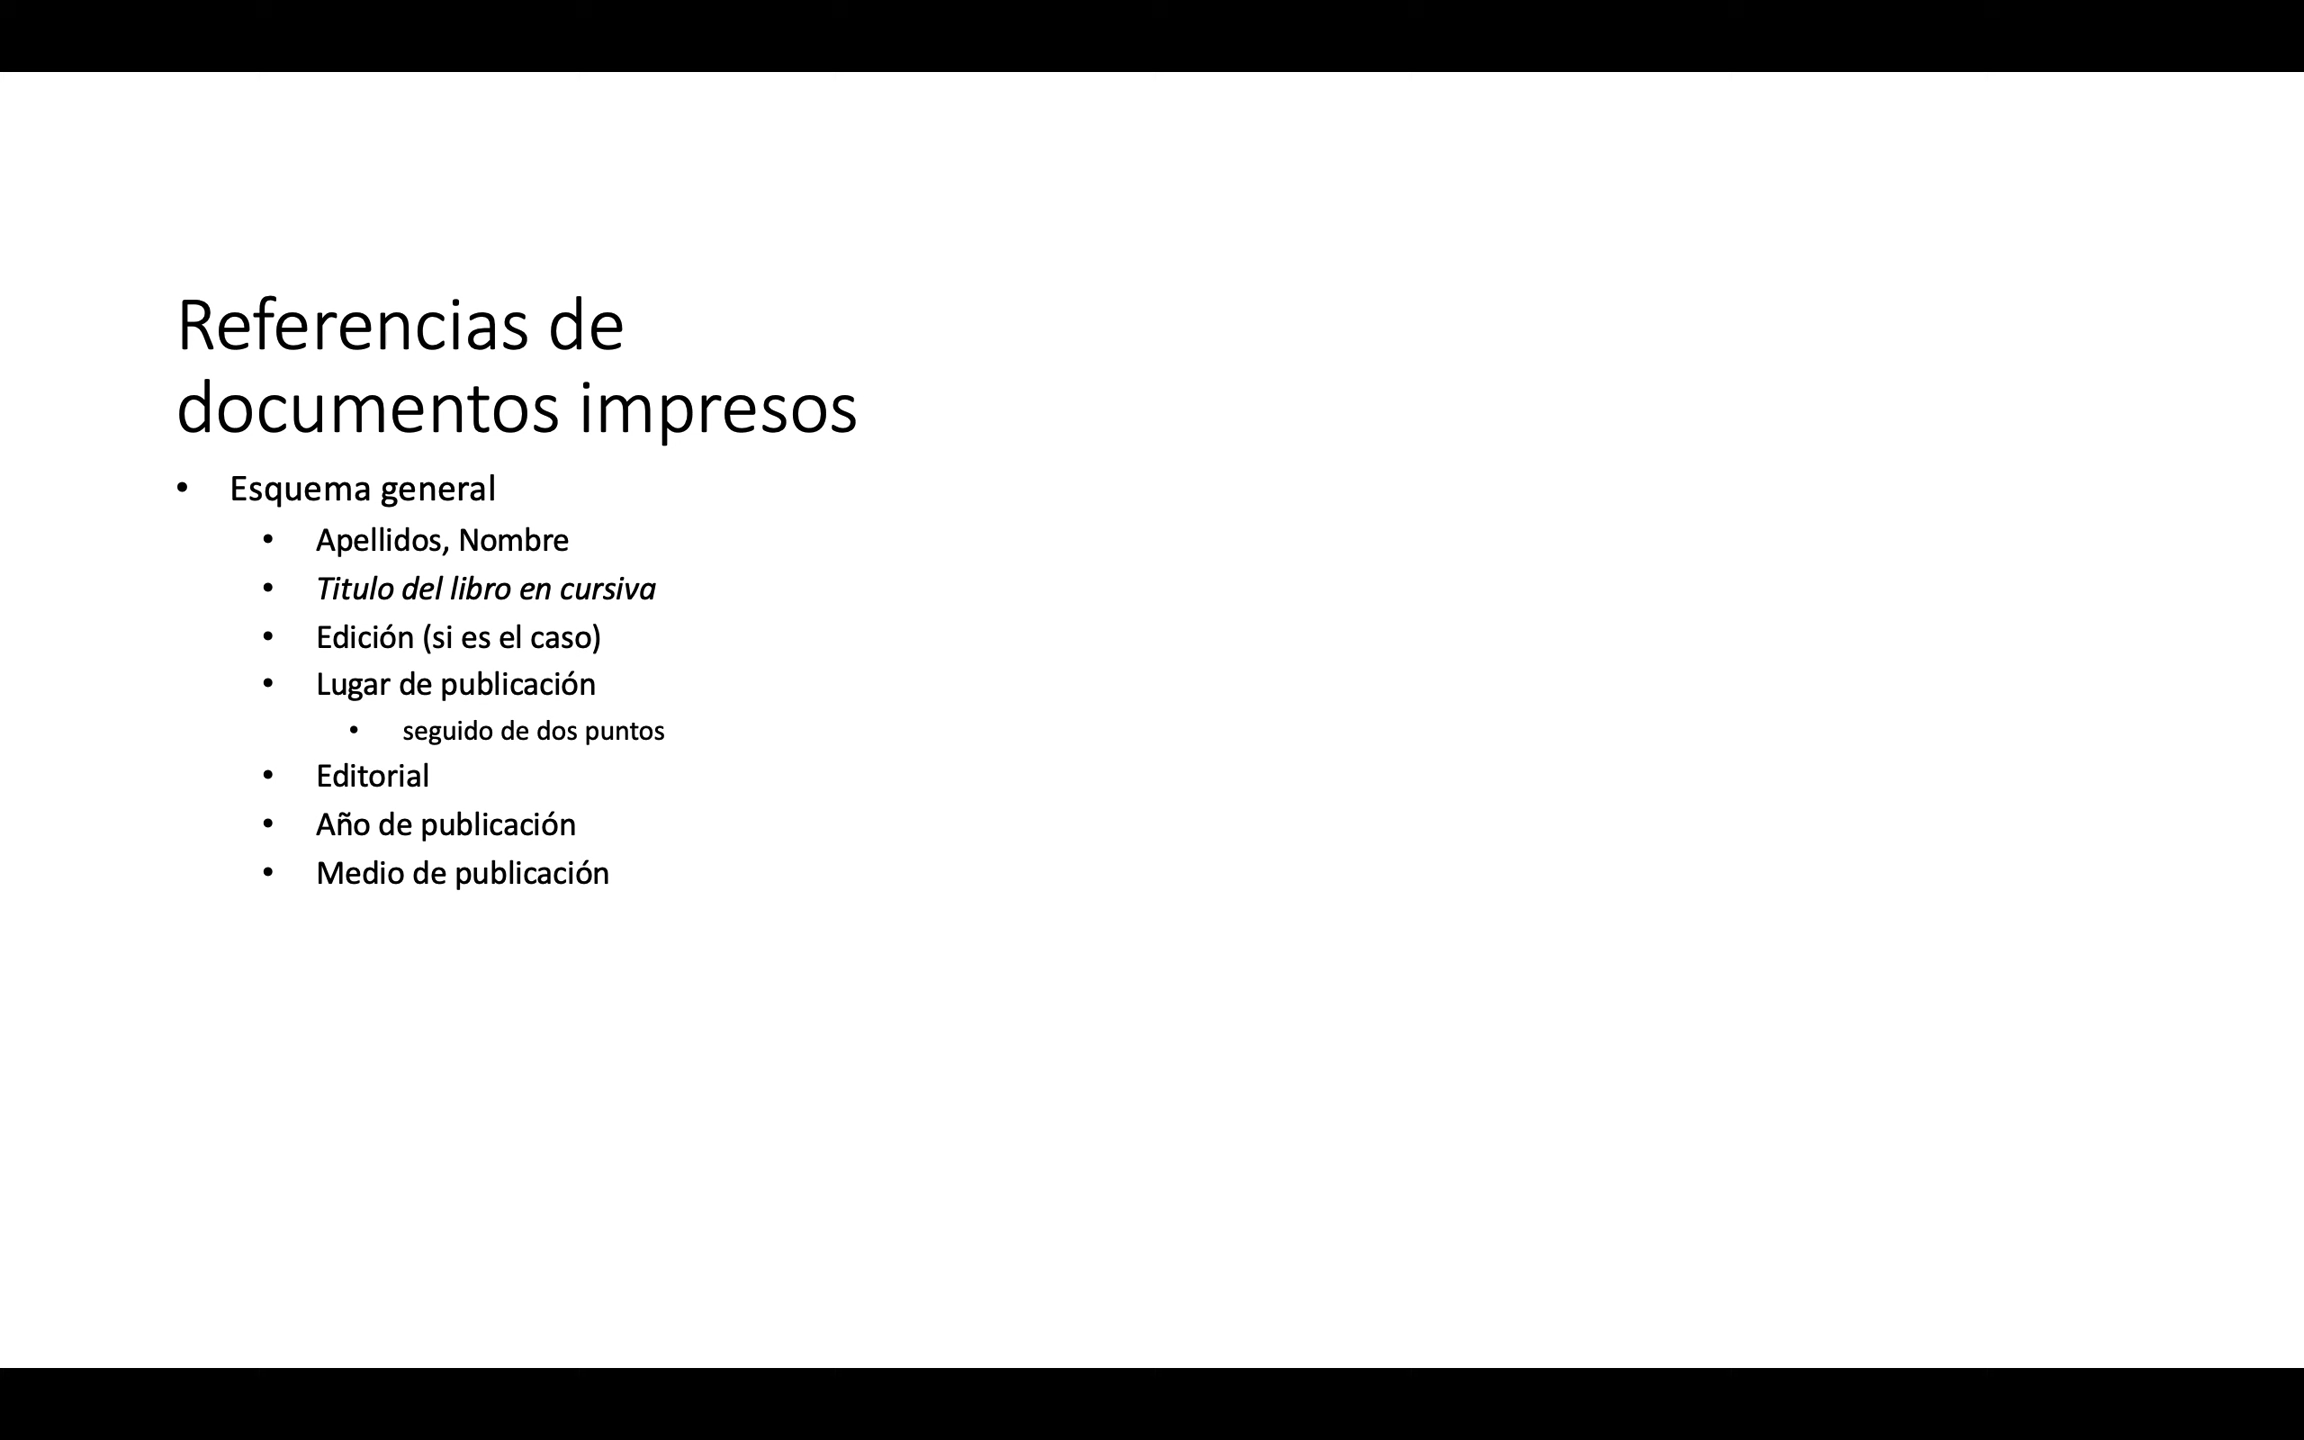 Referencias de
documentos impresos
• Esquema general
• Apellidos, Nombre
• Titulo del libro en cursiva
• Edición (si es el caso)
• Lugar de publicación
• seguido de dos puntos
• Editorial
• Año de publicación
• Medio de publicación